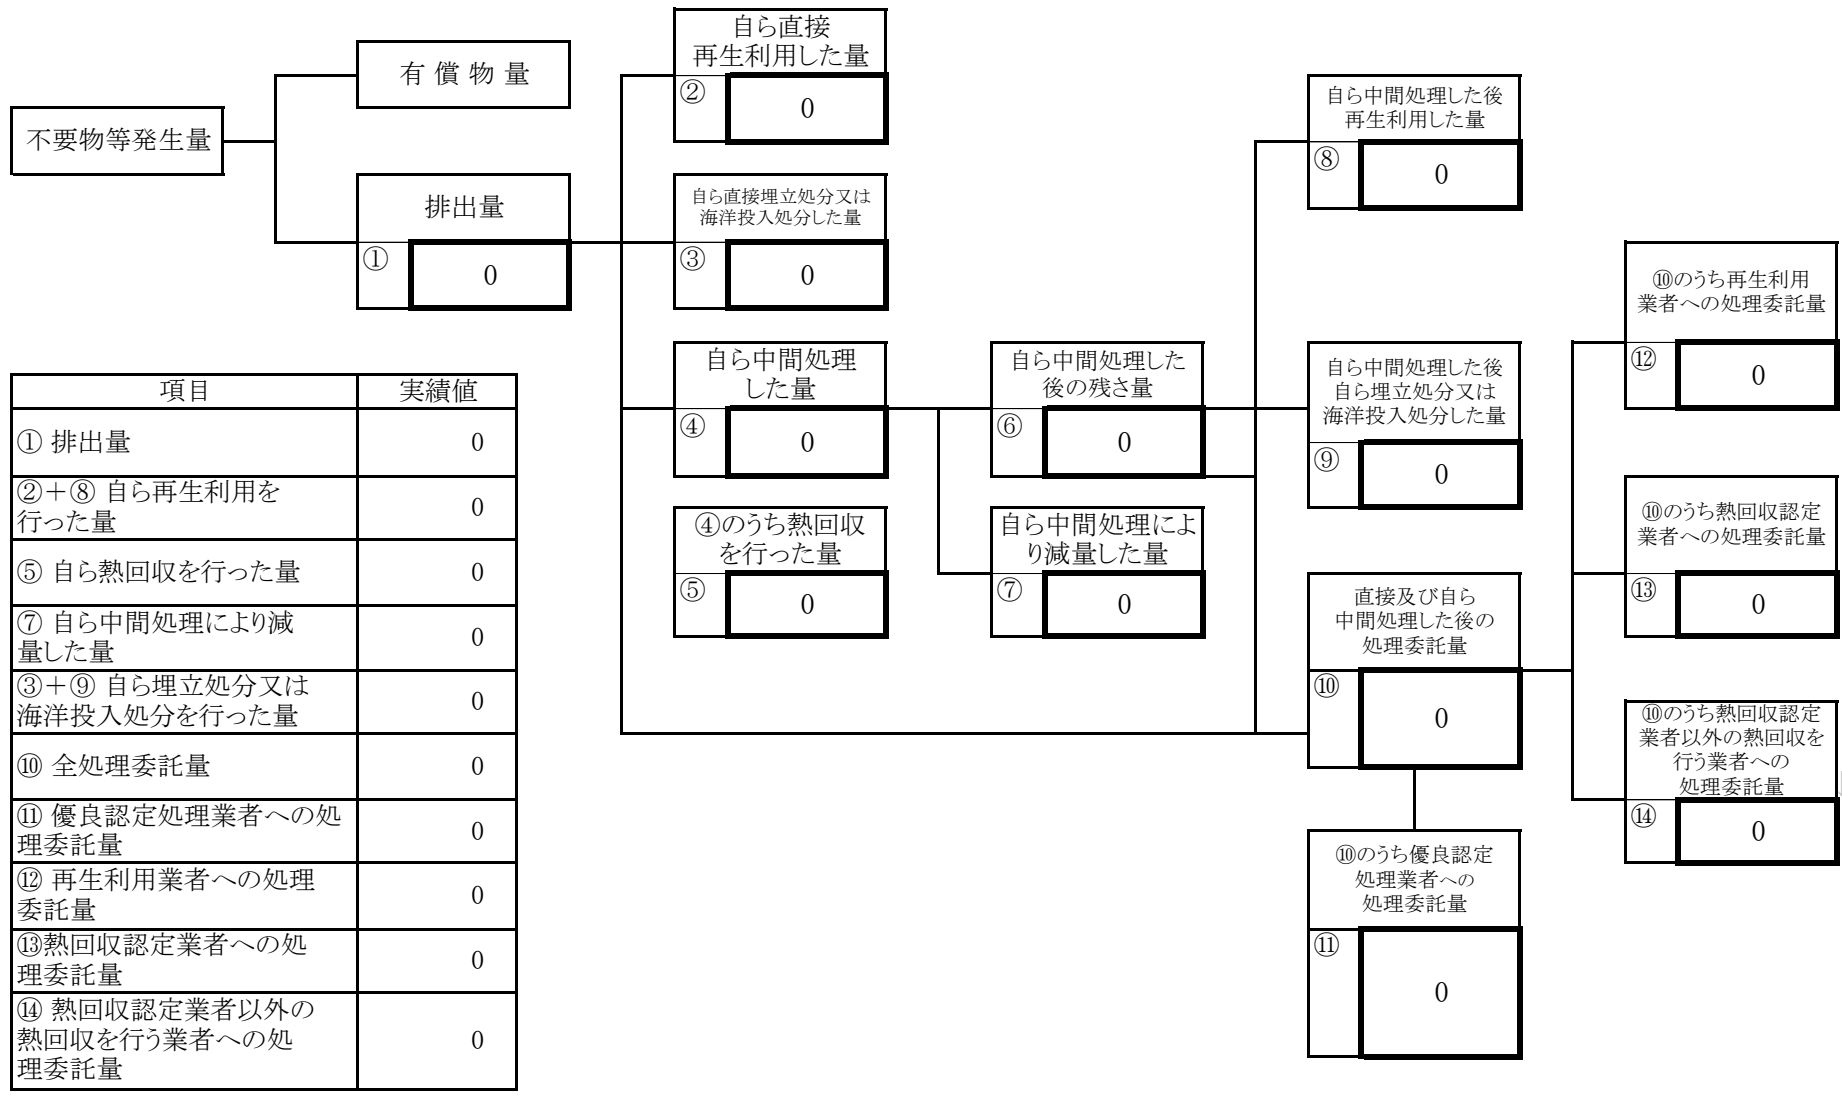 不要物等発生量
有 償 物 量
排出量
①
0
自ら直接
再生利用した量
②
0
自ら直接埋立処分又は
海洋投入処分した量
③
0
自ら中間処理
した量
④
0
④のうち熱回収
を行った量
⑤
0
自ら中間処理した
後の残さ量
⑥
0
自ら中間処理によ
り減量した量
⑦
0
自ら中間処理した後
再生利用した量
⑧
0
自ら中間処理した後
自ら埋立処分又は
海洋投入処分した量
⑨
0
直接及び自ら
中間処理した後の
処理委託量
⑩
0
⑩のうち優良認定
処理業者への
処理委託量
⑪
0
⑩のうち再生利用
業者への処理委託量
⑫
0
⑩のうち熱回収認定
業者への処理委託量
⑬
0
⑩のうち熱回収認定
業者以外の熱回収を
行う業者への
処理委託量
⑭
0
項目 実績値
① 排出量 0
②＋⑧ 自ら再生利用を
行った量 0
⑤ 自ら熱回収を行った量 0
⑦ 自ら中間処理により減
量した量 0
③＋⑨ 自ら埋立処分又は
海洋投入処分を行った量 0
⑩ 全処理委託量 0
⑪ 優良認定処理業者への処
理委託量 0
⑫ 再生利用業者への処理
委託量 0
⑬熱回収認定業者への処
理委託量 0
⑭ 熱回収認定業者以外の
熱回収を行う業者への処
理委託量 0